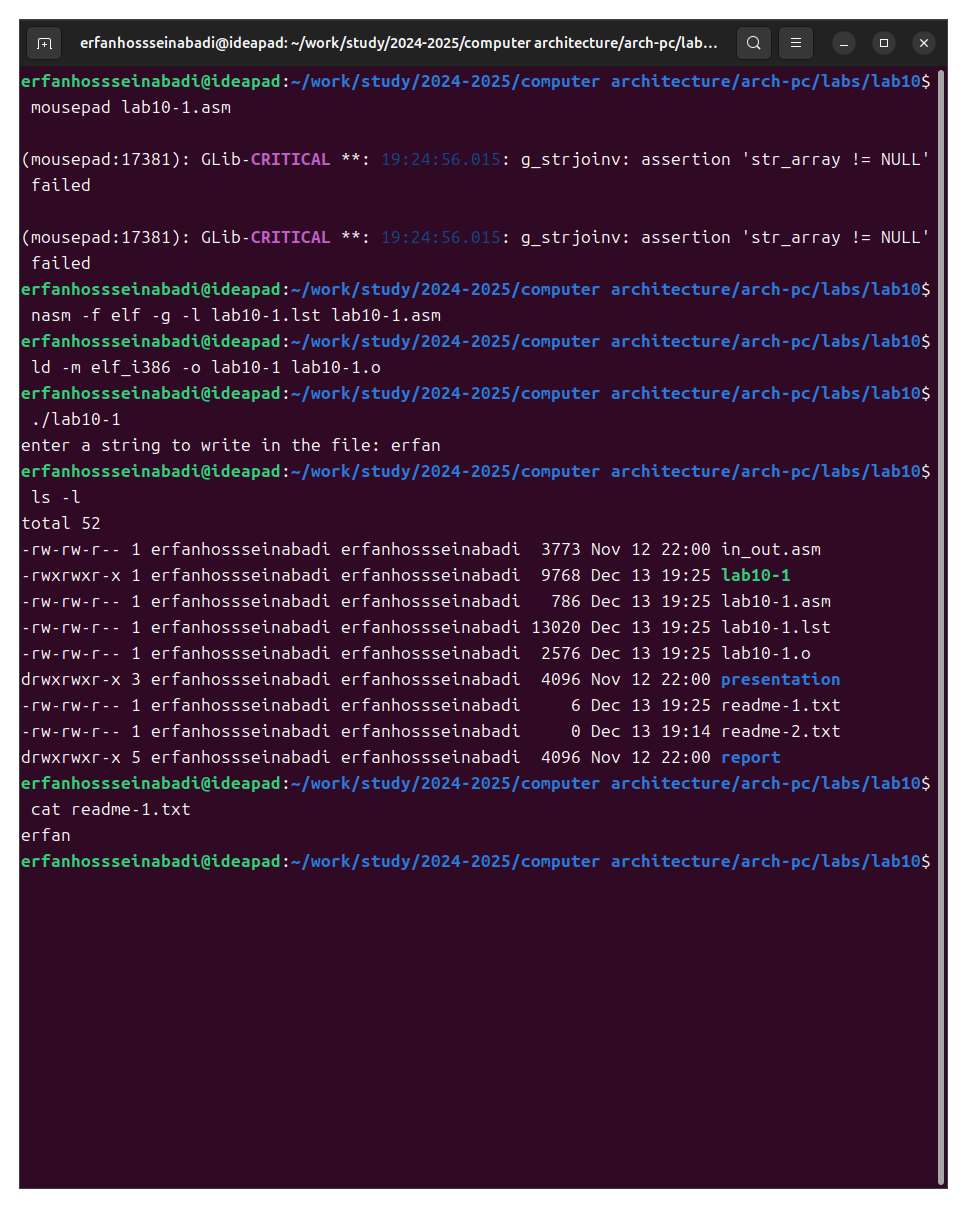 erfanhossseinabadi@ideapad: ~/work/study/2024-2025/computer architecture/arch-pc/lab...
erfanhossseinabadi@ideapad:~/work/study/2024-2025/computer architecture/arch-pc/labs/lab10$
 mousepad lab10-1.asm

(mousepad:17381): GLib-CRITICAL **: 19:24:56.015: g_strjoinv: assertion 'str_array != NULL'
 failed

(mousepad:17381): GLib-CRITICAL **: 19:24:56.015: g_strjoinv: assertion 'str_array != NULL'
 failed
erfanhossseinabadi@ideapad:~/work/study/2024-2025/computer architecture/arch-pc/labs/lab10$
 nasm -f elf -g -l lab10-1.lst lab10-1.asm
erfanhossseinabadi@ideapad:~/work/study/2024-2025/computer architecture/arch-pc/labs/lab10$
 ld -m elf_i386 -o lab10-1 lab10-1.o
erfanhossseinabadi@ideapad:~/work/study/2024-2025/computer architecture/arch-pc/labs/lab10$
 ./lab10-1
enter a string to write in the file: erfan
erfanhossseinabadi@ideapad:~/work/study/2024-2025/computer architecture/arch-pc/labs/lab10$
 ls -l
total 52
-rw-rw-r-- 1 erfanhossseinabadi erfanhossseinabadi  3773 Nov 12 22:00 in_out.asm
-rwxrwxr-x 1 erfanhossseinabadi erfanhossseinabadi  9768 Dec 13 19:25 lab10-1
-rw-rw-r-- 1 erfanhossseinabadi erfanhossseinabadi   786 Dec 13 19:25 lab10-1.asm
-rw-rw-r-- 1 erfanhossseinabadi erfanhossseinabadi 13020 Dec 13 19:25 lab10-1.lst
-rw-rw-r-- 1 erfanhossseinabadi erfanhossseinabadi  2576 Dec 13 19:25 lab10-1.o
drwxrwxr-x 3 erfanhossseinabadi erfanhossseinabadi  4096 Nov 12 22:00 presentation
-rw-rw-r-- 1 erfanhossseinabadi erfanhossseinabadi     6 Dec 13 19:25 readme-1.txt
-rw-rw-r-- 1 erfanhossseinabadi erfanhossseinabadi     0 Dec 13 19:14 readme-2.txt
drwxrwxr-x 5 erfanhossseinabadi erfanhossseinabadi  4096 Nov 12 22:00 report
erfanhossseinabadi@ideapad:~/work/study/2024-2025/computer architecture/arch-pc/labs/lab10$
 cat readme-1.txt
erfan
erfanhossseinabadi@ideapad:~/work/study/2024-2025/computer architecture/arch-pc/labs/lab10$